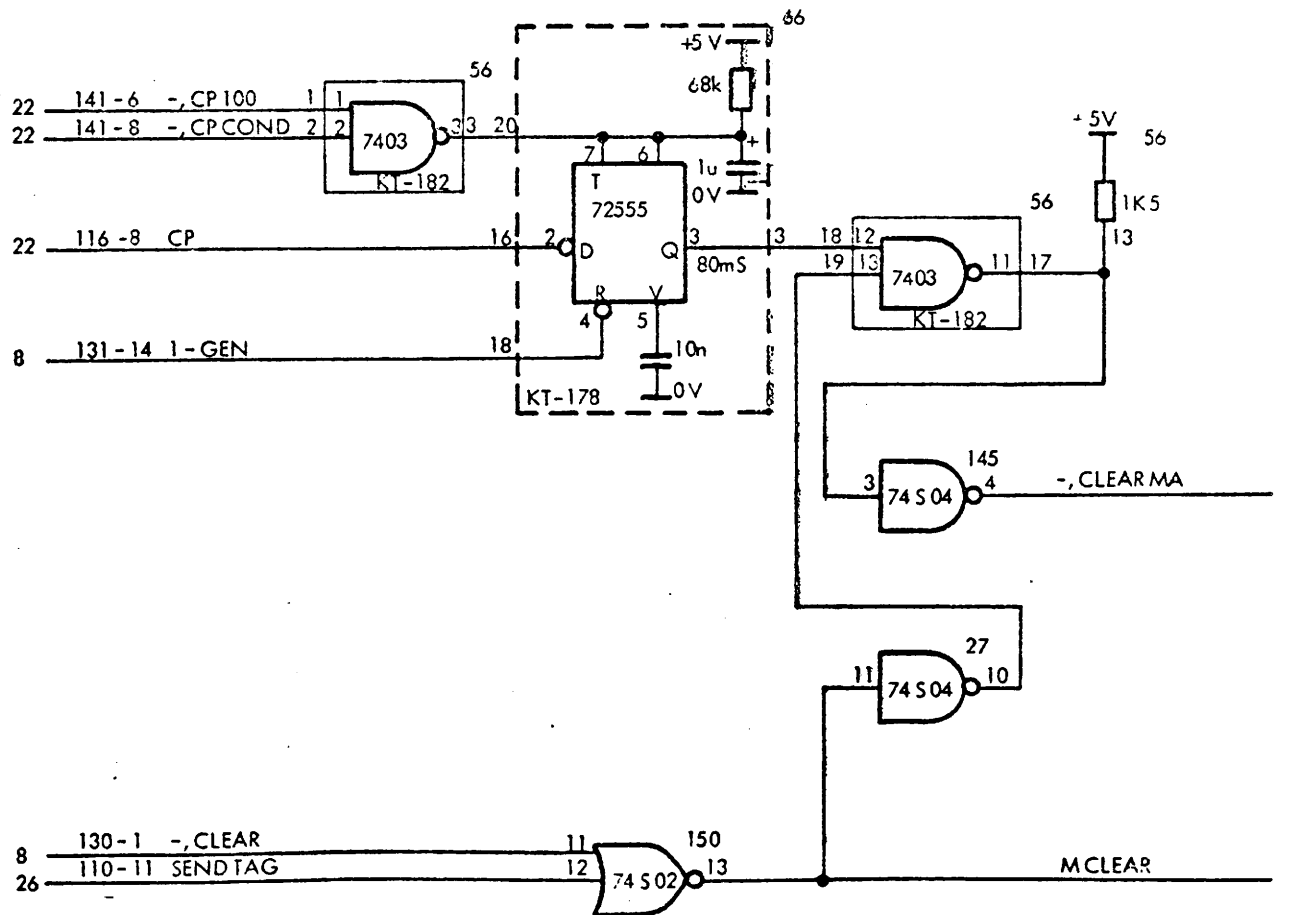 66
+5 V
68k
56
22 141-6 -, CP 100 1 1
22 141-8 -, CP COND 2 2 7403 3 3 20
KT-182
7 6 +
1u
0V
T
72555
+ 5V 56
1K5
13
56
22 116-8 CP 16 2 D Q 3 3 18 12
80mS 19 13 7403 11 17
KT-182
R V
4 5
8 131-14 1-GEN 18 10n
0V
KT-178
145
3 74 S 04 4 -, CLEAR MA
27
11 74 S 04 10
8 130-1 -, CLEAR 11 150
26 110-11 SEND TAG 12 74 S 02 13 M CLEAR